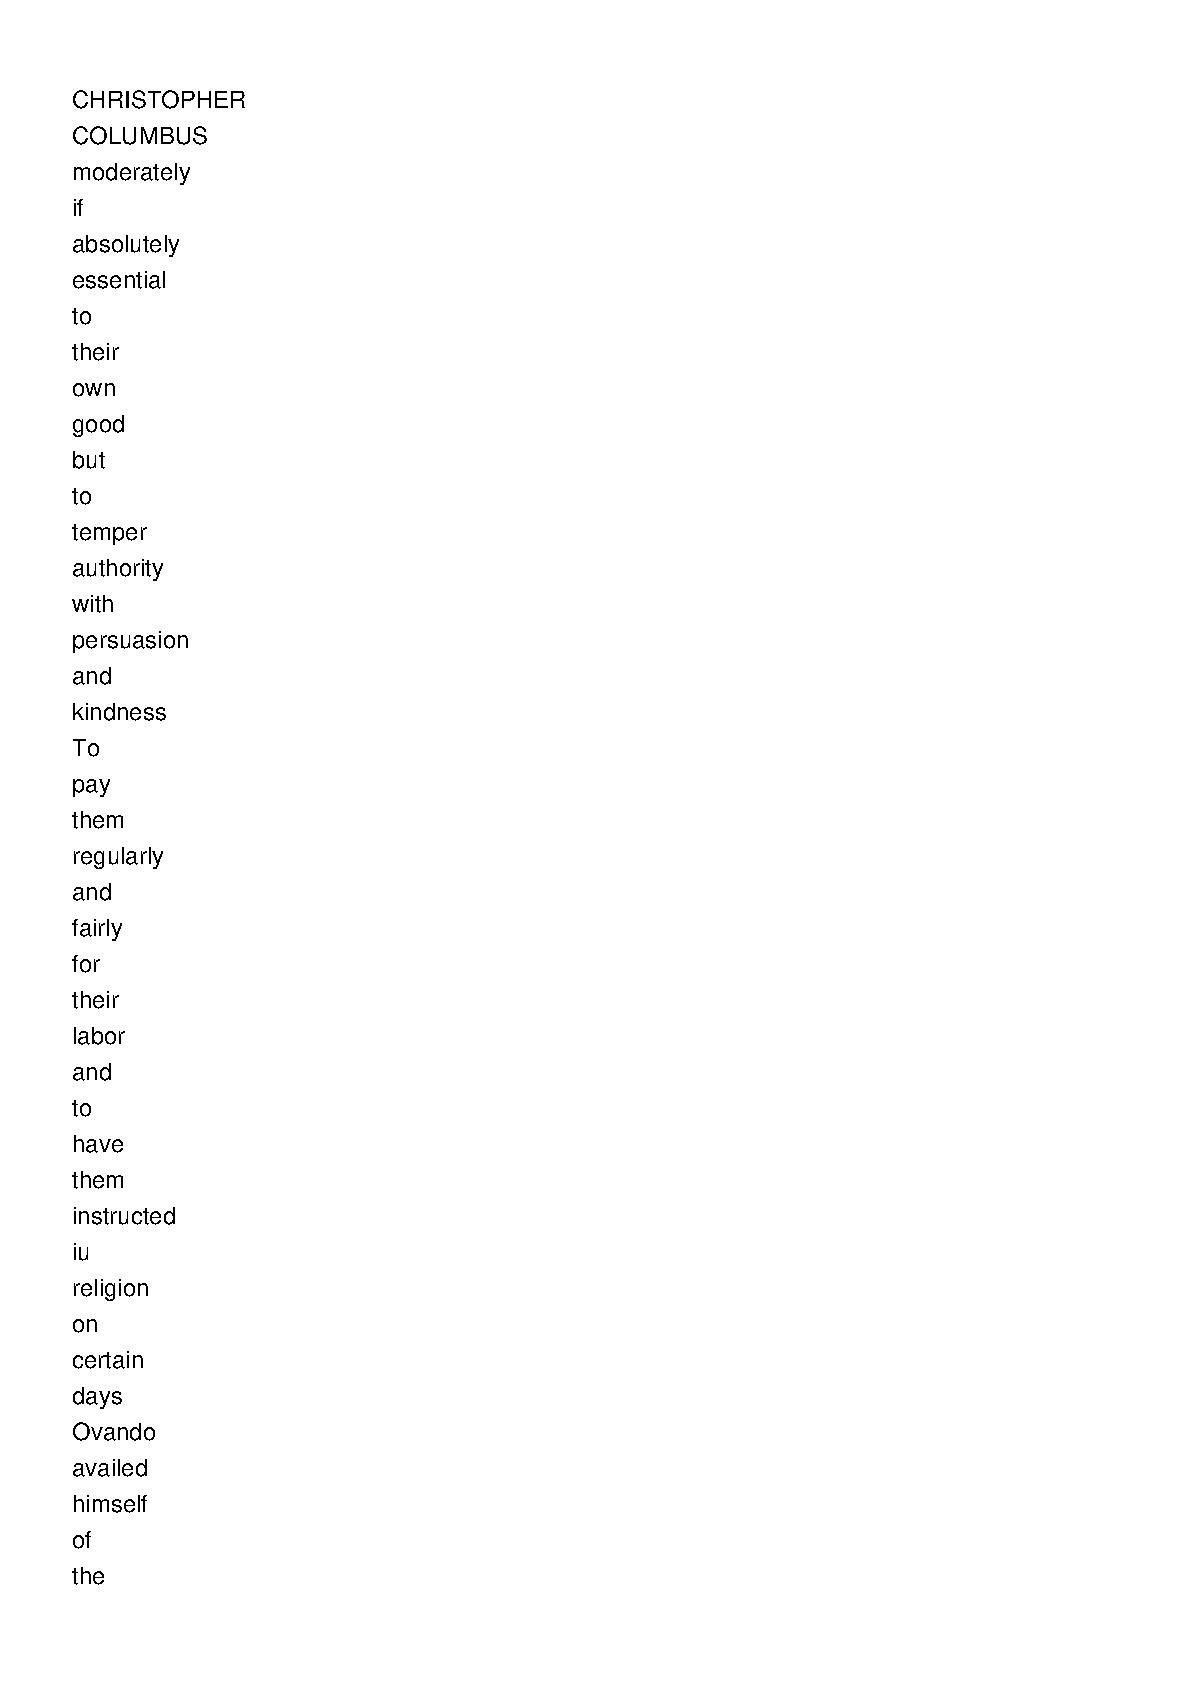 CHRISTOPHER
COLUMBUS
moderately
if
absolutely
essential
to
their
own
good
but
to
temper
authority
with
persuasion
and
kindness
To
pay
them
regularly
and
fairly
for
their
labor
and
to
have
them
instructed
iu
religion
on
certain
days
Ovando
availed
himself
of
the